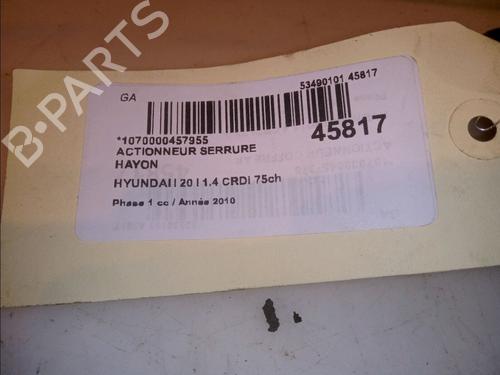 B-PARTS
GA
53490101 45817
*1070000457955
45817
ACTIONNEUR SERRURE
HAYON
HYUNDAI I 20 I 1.4 CRDI 75ch
Phase 1 cc / Année 2010